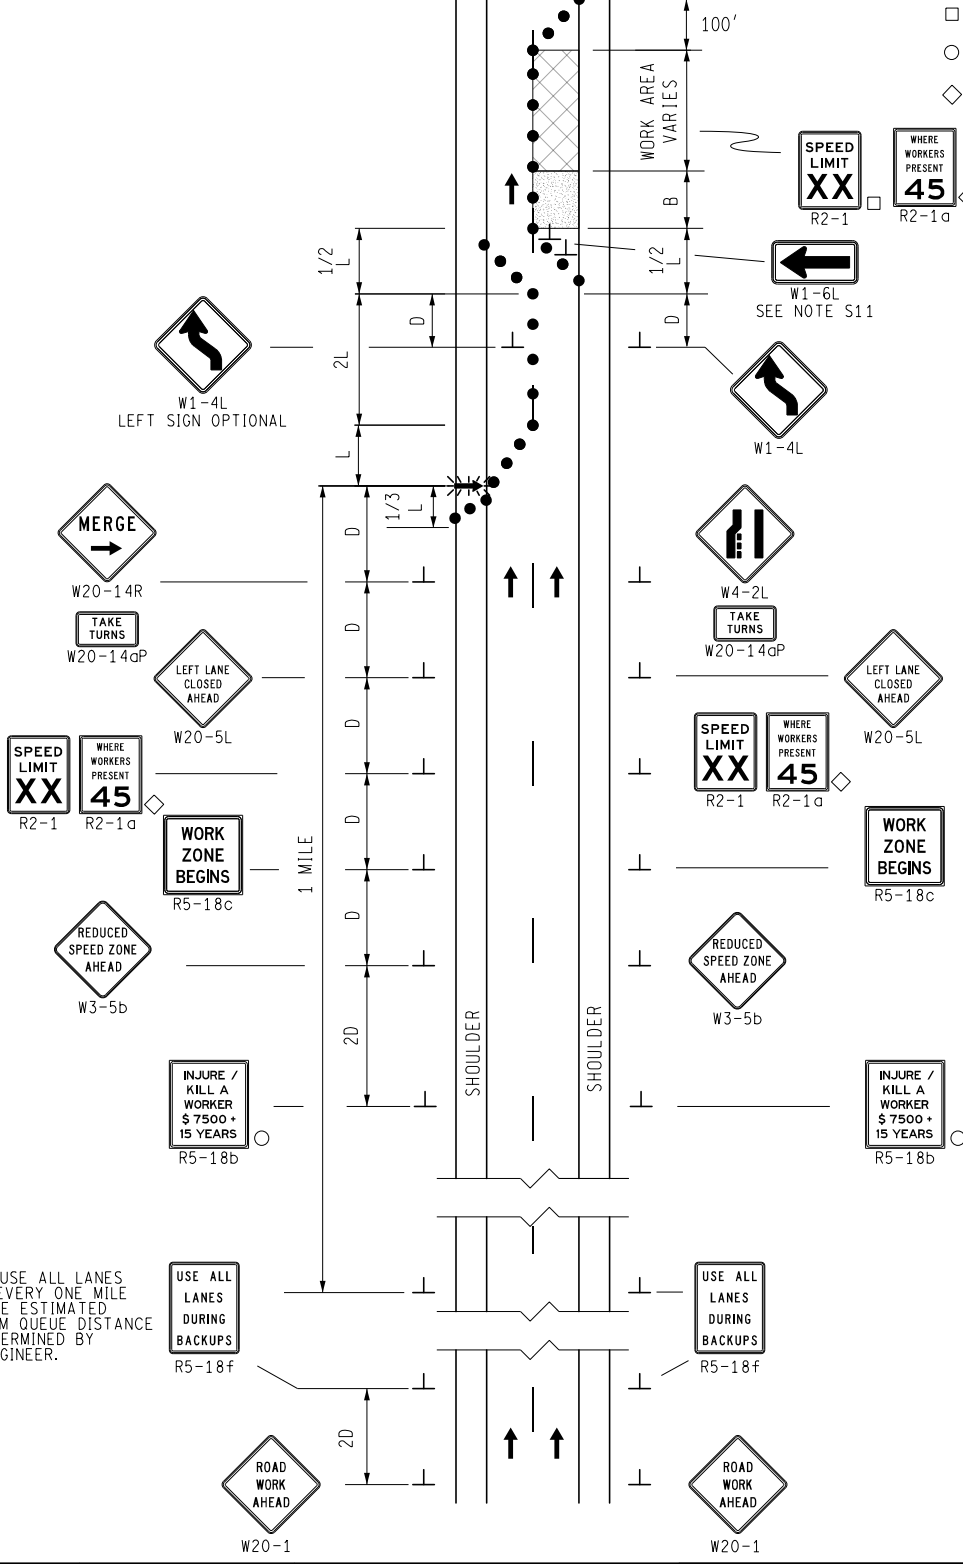 100'
WORK AREA
VARIES
SPEED
LIMIT
XX
R2-1
WHERE
WORKERS
PRESENT
45
R2-1a
B
1/2
L
1/2
L
W1-6L
SEE NOTE S11
D
D
2L
W1-4L
LEFT SIGN OPTIONAL
W1-4L
L
1/3
L
MERGE
W20-14R
TAKE
TURNS
W20-14aP
D
W4-2L
TAKE
TURNS
W20-14aP
LEFT LANE
CLOSED
AHEAD
W20-5L
D
LEFT LANE
CLOSED
AHEAD
W20-5L
SPEED
LIMIT
XX
R2-1
WHERE
WORKERS
PRESENT
45
R2-1a
D
SPEED
LIMIT
XX
R2-1
WHERE
WORKERS
PRESENT
45
R2-1a
WORK
ZONE
BEGINS
R5-18c
1 MILE
D
WORK
ZONE
BEGINS
R5-18c
REDUCED
SPEED ZONE
AHEAD
W3-5b
D
REDUCED
SPEED ZONE
AHEAD
W3-5b
2D
SHOULDER
SHOULDER
INJURE /
KILL A
WORKER
$ 7500 +
15 YEARS
R5-18b
INJURE /
KILL A
WORKER
$ 7500 +
15 YEARS
R5-18b
USE ALL LANES
EVERY ONE MILE
E ESTIMATED
M QUEUE DISTANCE
ERMINED BY
GINEER.
USE ALL
LANES
DURING
BACKUPS
R5-18f
USE ALL
LANES
DURING
BACKUPS
R5-18f
2D
ROAD
WORK
AHEAD
W20-1
ROAD
WORK
AHEAD
W20-1